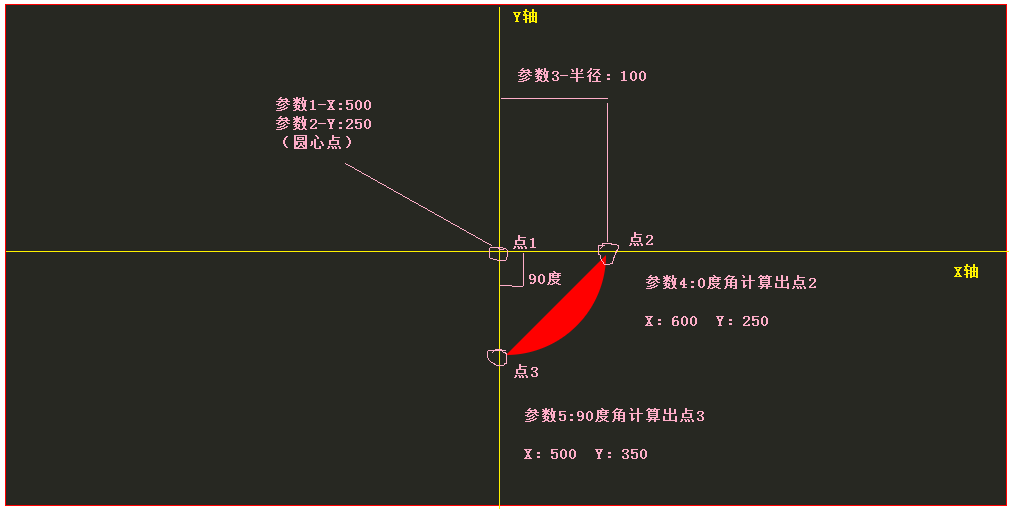 Y轴
参数3-半径：100
参数1-X:500
参数2-Y:250
（圆心点）
点1
点2
X轴
90度
参数4:0度角计算出点2
X：600 Y：250
点3
参数5:90度角计算出点3
X：500 Y：350